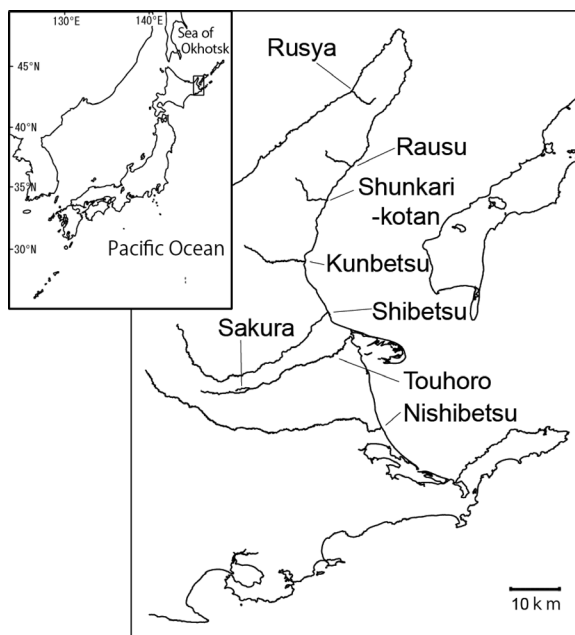 130°E
140°E
Sea of
Okhotsk
45°N
40°N
35°N
30°N
Pacific Ocean
Rusya
Rausu
Shunkari
-kotan
Kunbetsu
Shibetsu
Sakura
Touhoro
Nishibetsu
10 km